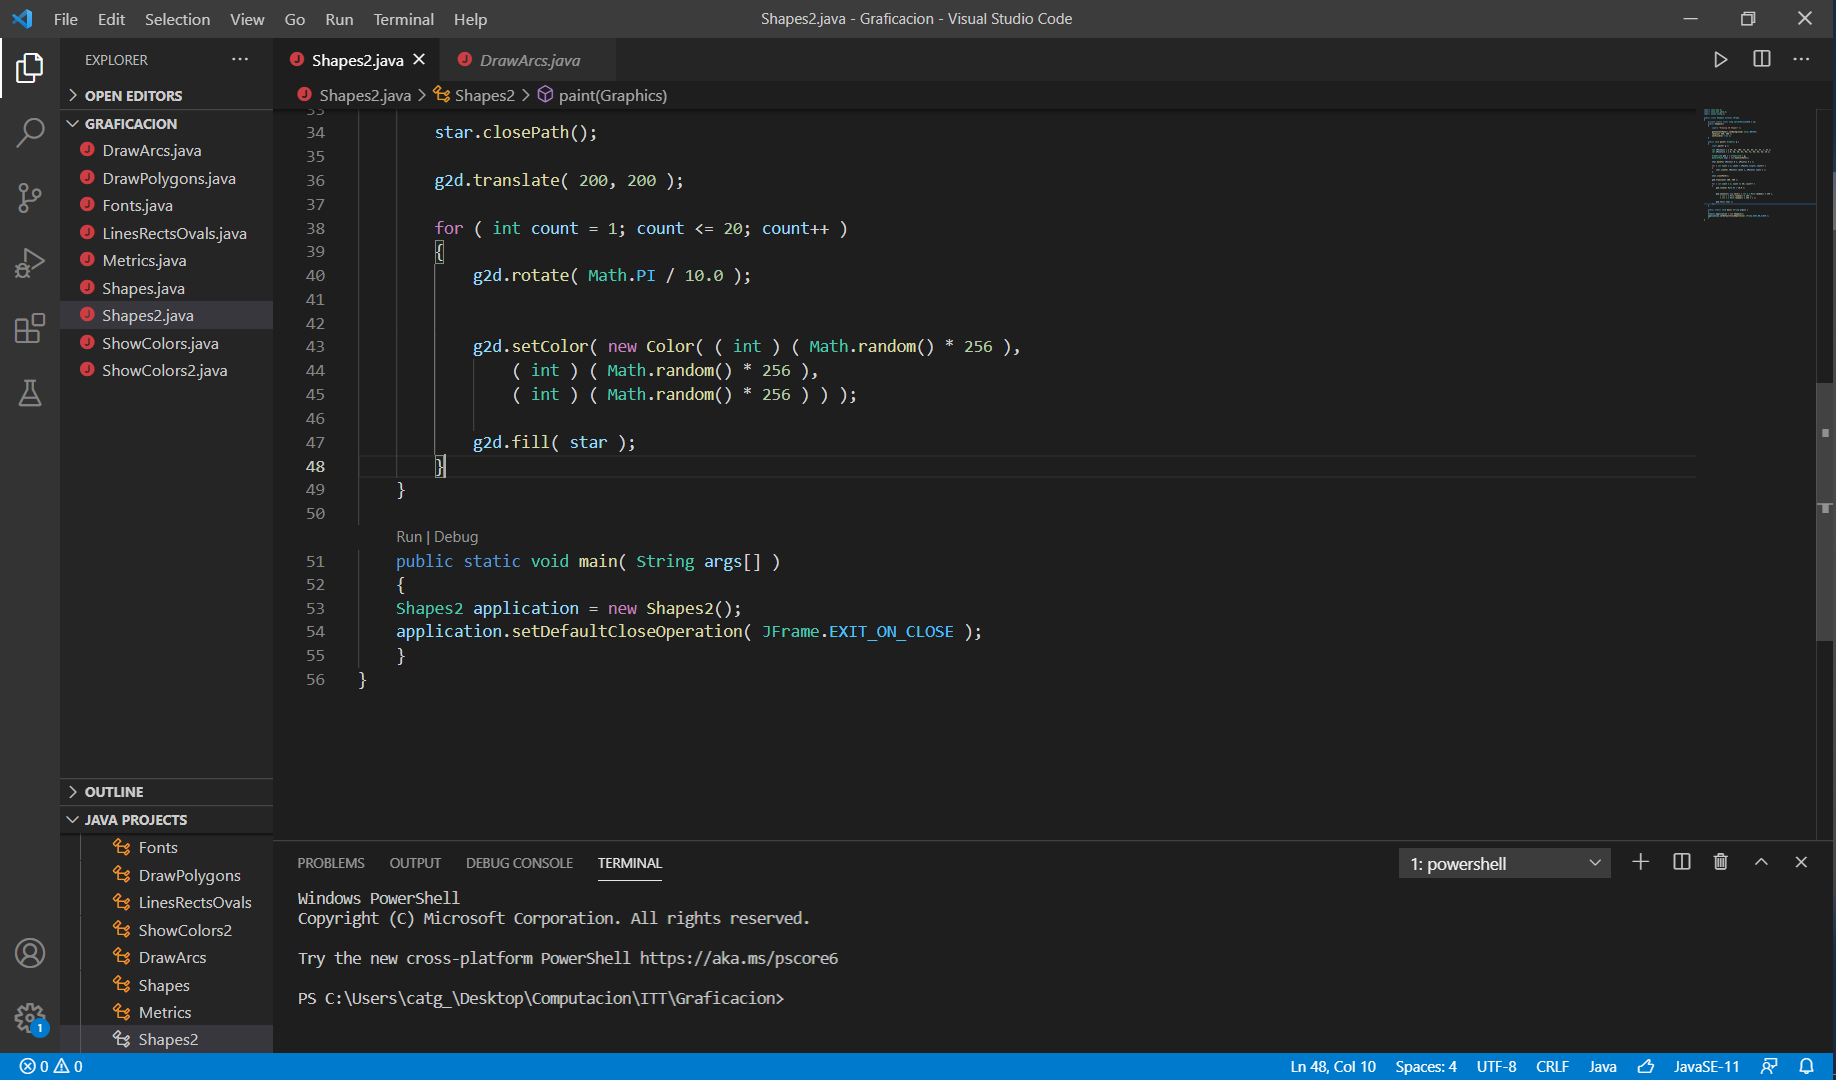 File Edit Selection View Go Run Terminal Help
Shapes2.java - Graficacion - Visual Studio Code
EXPLORER
OPEN EDITORS
GRAFICACION
DrawArcs.java
DrawPolygons.java
Fonts.java
LinesRectsOvals.java
Metrics.java
Shapes.java
Shapes2.java
ShowColors.java
ShowColors2.java
OUTLINE
JAVA PROJECTS
Fonts
DrawPolygons
LinesRectsOvals
ShowColors2
DrawArcs
Shapes
Metrics
Shapes2
1
Shapes2.java DrawArcs.java
Shapes2.java > Shapes2 > paint(Graphics)
33
34 star.closePath();
35
36 g2d.translate( 200, 200 );
37
38 for ( int count = 1; count <= 20; count++ )
39 {
40 g2d.rotate( Math.PI / 10.0 );
41
42
43 g2d.setColor( new Color( ( int ) ( Math.random() * 256 ),
44 ( int ) ( Math.random() * 256 ),
45 ( int ) ( Math.random() * 256 ) ) );
46
47 g2d.fill( star );
48 }
49 }
50
Run | Debug
51 public static void main( String args[] )
52 {
53 Shapes2 application = new Shapes2();
54 application.setDefaultCloseOperation( JFrame.EXIT_ON_CLOSE );
55 }
56 }
PROBLEMS OUTPUT DEBUG CONSOLE TERMINAL
1: powershell
Windows PowerShell
Copyright (C) Microsoft Corporation. All rights reserved.
Try the new cross-platform PowerShell https://aka.ms/pscore6
PS C:\Users\catg_\Desktop\Computacion\ITT\Graficacion>
0 0
Ln 48, Col 10 Spaces: 4 UTF-8 CRLF Java JavaSE-11